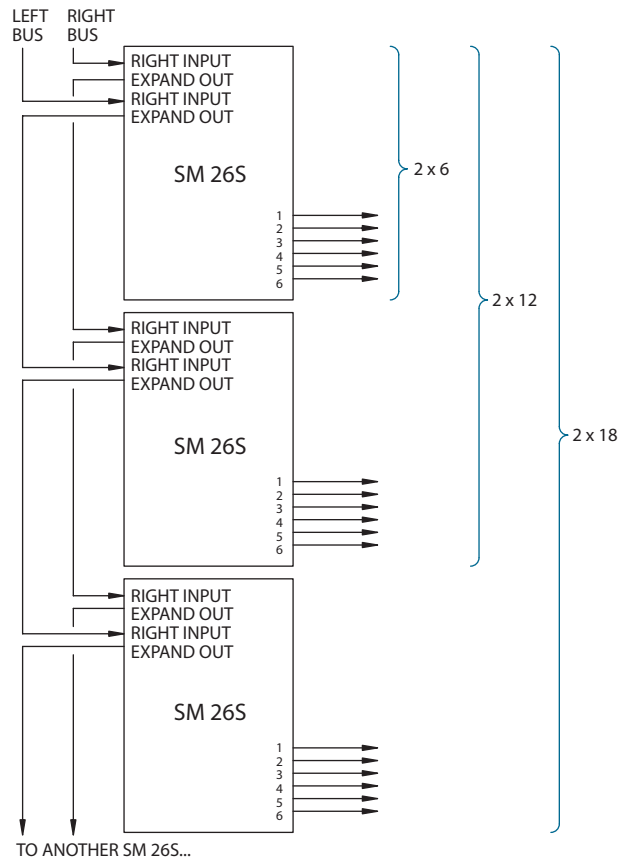 LEFT RIGHT
BUS BUS
RIGHT INPUT
EXPAND OUT
RIGHT INPUT
EXPAND OUT
SM 26S
2 x 6
1
2
3
4
5
6
2 x 12
RIGHT INPUT
EXPAND OUT
RIGHT INPUT
EXPAND OUT
2 x 18
SM 26S
1
2
3
4
5
6
RIGHT INPUT
EXPAND OUT
RIGHT INPUT
EXPAND OUT
SM 26S
1
2
3
4
5
6
TO ANOTHER SM 26S...